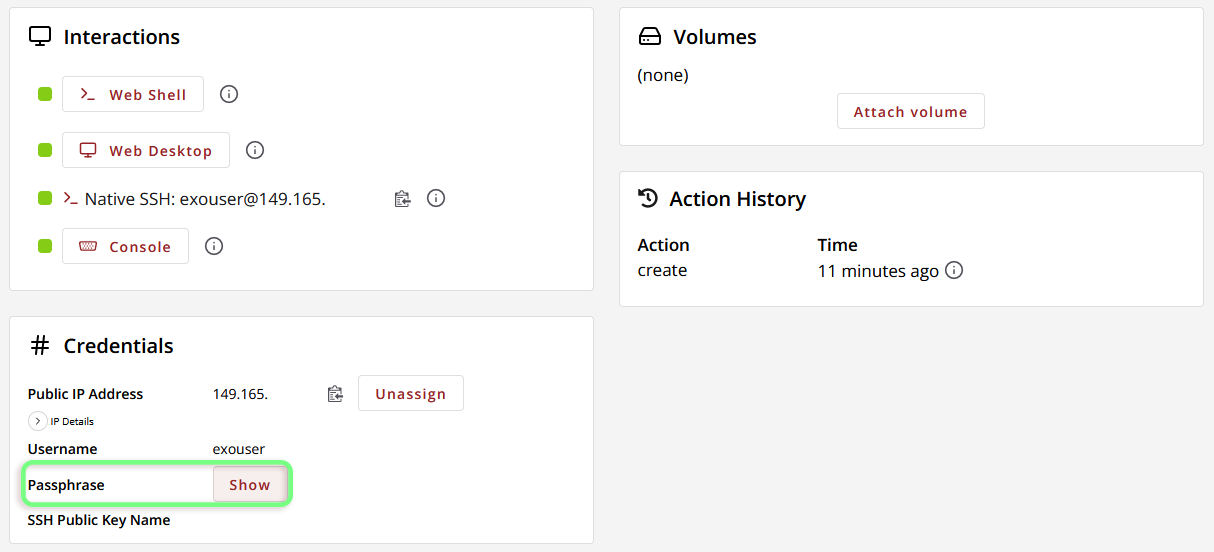 Interactions
Web Shell
Web Desktop
Native SSH: exouser@149.165.
Console
Credentials
Public IP Address 149.165. Unassign
IP Details
Username exouser
Passphrase Show
SSH Public Key Name
Volumes
(none)
Attach volume
Action History
Action Time
create 11 minutes ago